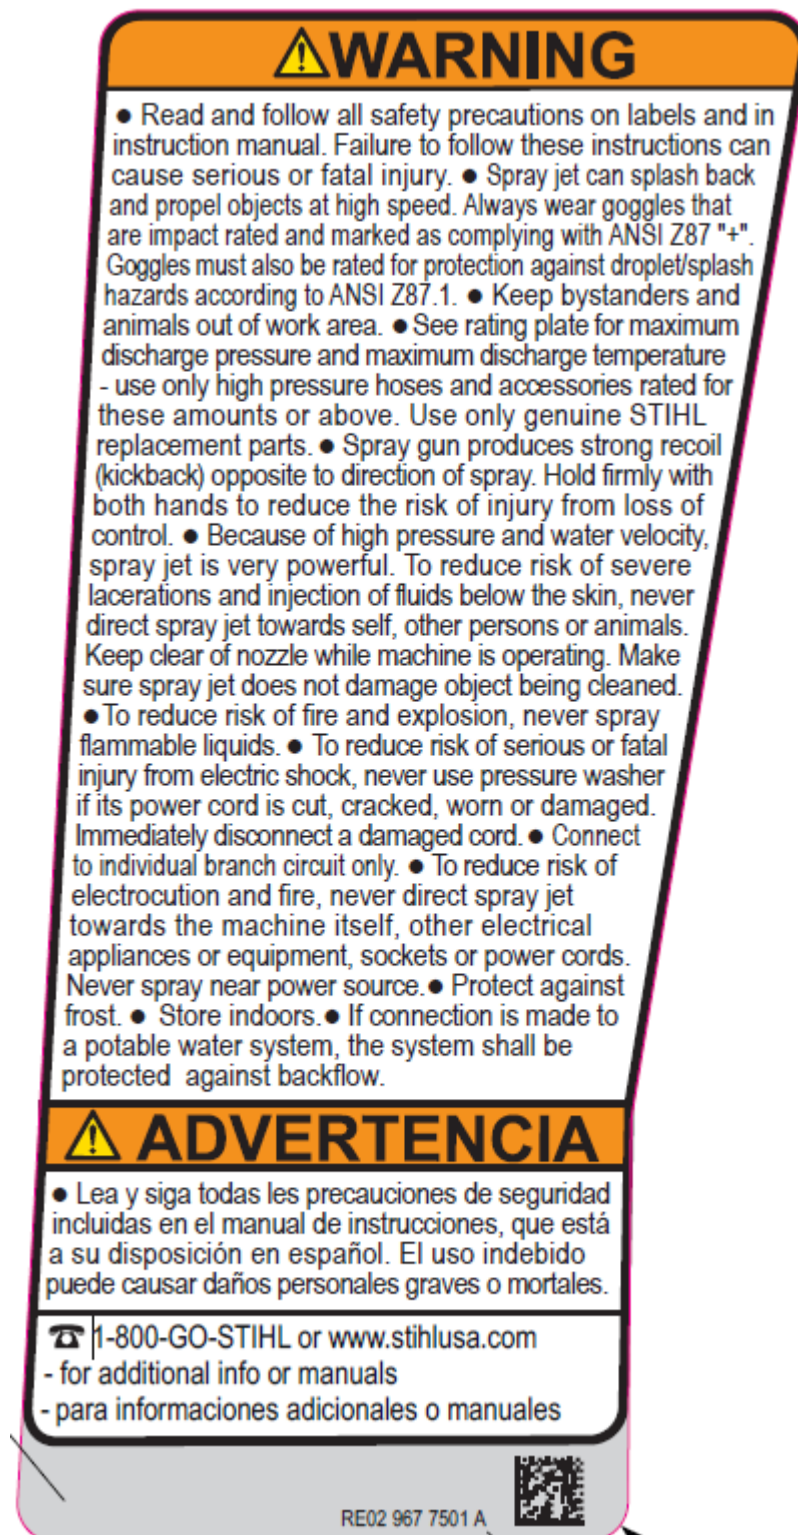 ⚠WARNING
● Read and follow all safety precautions on labels and in
instruction manual. Failure to follow these instructions can
cause serious or fatal injury. ● Spray jet can splash back
and propel objects at high speed. Always wear goggles that
are impact rated and marked as complying with ANSI Z87 "+".
Goggles must also be rated for protection against droplet/splash
hazards according to ANSI Z87.1. ● Keep bystanders and
animals out of work area. ● See rating plate for maximum
discharge pressure and maximum discharge temperature
- use only high pressure hoses and accessories rated for
these amounts or above. Use only genuine STIHL
replacement parts. ● Spray gun produces strong recoil
(kickback) opposite to direction of spray. Hold firmly with
both hands to reduce the risk of injury from loss of
control. ● Because of high pressure and water velocity,
spray jet is very powerful. To reduce risk of severe
lacerations and injection of fluids below the skin, never
direct spray jet towards self, other persons or animals.
Keep clear of nozzle while machine is operating. Make
sure spray jet does not damage object being cleaned.
● To reduce risk of fire and explosion, never spray
flammable liquids. ● To reduce risk of serious or fatal
injury from electric shock, never use pressure washer
if its power cord is cut, cracked, worn or damaged.
Immediately disconnect a damaged cord. ● Connect
to individual branch circuit only. ● To reduce risk of
electrocution and fire, never direct spray jet
towards the machine itself, other electrical
appliances or equipment, sockets or power cords.
Never spray near power source. ● Protect against
frost. ● Store indoors. ● If connection is made to
a potable water system, the system shall be
protected against backflow.
⚠ ADVERTENCIA
● Lea y siga todas les precauciones de seguridad
incluidas en el manual de instrucciones, que está
a su disposición en español. El uso indebido
puede causar daños personales graves o mortales.
☎ 1-800-GO-STIHL or www.stihlusa.com
- for additional info or manuals
- para informaciones adicionales o manuales
RE02 967 7501 A